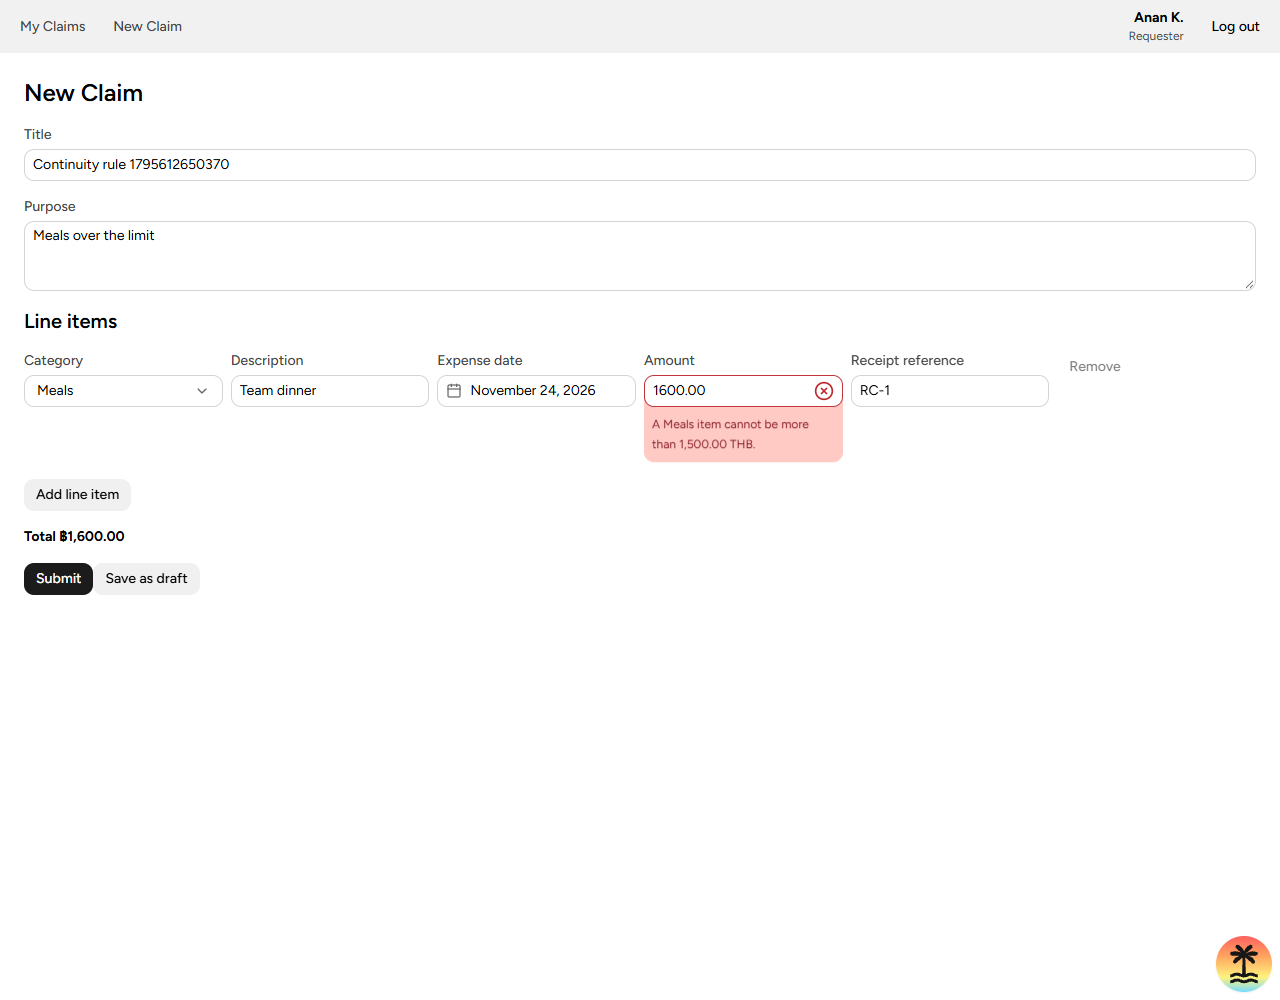 My Claims
New Claim
Anan K.
Requester
Log out
New Claim
Title
Continuity rule 1795612650370
Purpose
Meals over the limit
Line items
Category
Description
Expense date
Amount
Receipt reference
Remove
Meals
Team dinner
November 24, 2026
1600.00
RC-1
A Meals item cannot be more
than 1,500.00 THB.
Add line item
Total ฿1,600.00
Submit
Save as draft